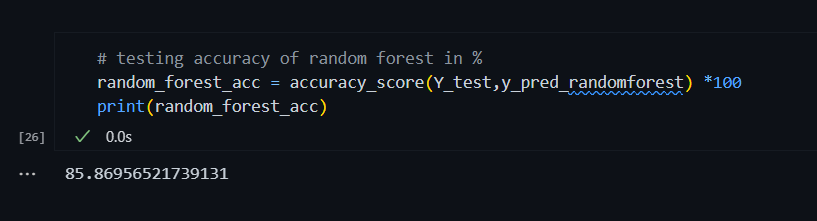 # testing accuracy of random forest in %
random_forest_acc = accuracy_score(Y_test,y_pred_randomforest) *100
print(random_forest_acc)
[26] ✓ 0.0s
... 85.86956521739131